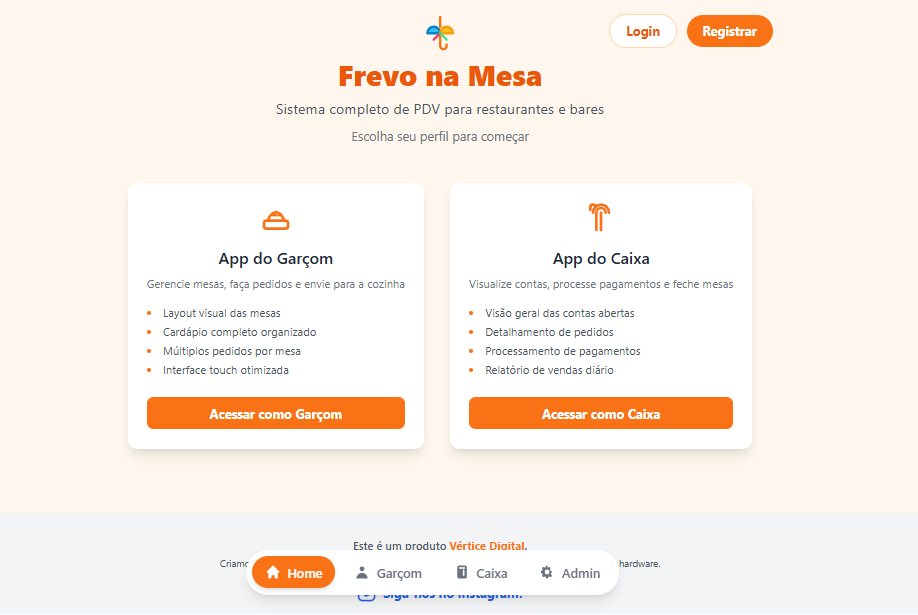 Login
Registrar
Frevo na Mesa
Sistema completo de PDV para restaurantes e bares
Escolha seu perfil para começar
App do Garçom
Gerencie mesas, faça pedidos e envie para a cozinha
Layout visual das mesas
Cardápio completo organizado
Múltiplos pedidos por mesa
Interface touch otimizada
Acessar como Garçom
App do Caixa
Visualize contas, processe pagamentos e feche mesas
Visão geral das contas abertas
Detalhamento de pedidos
Processamento de pagamentos
Relatório de vendas diário
Acessar como Caixa
Este é um produto Vértice Digital.
hardware.
Home
Garçom
Caixa
Admin
Siga-nos no Instagram!